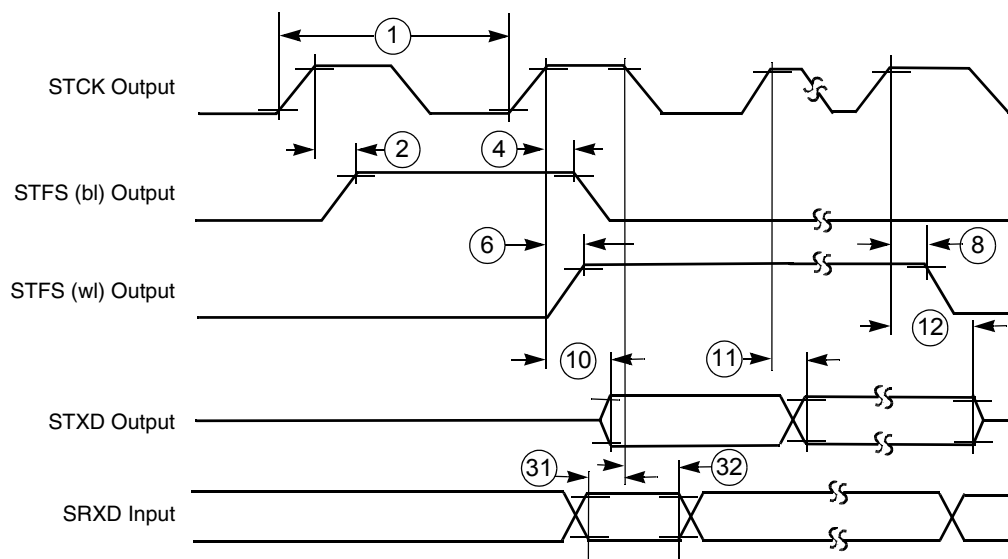 1
STCK Output
2
4
STFS (bl) Output
6
8
STFS (wl) Output
12
10
11
STXD Output
31
32
SRXD Input